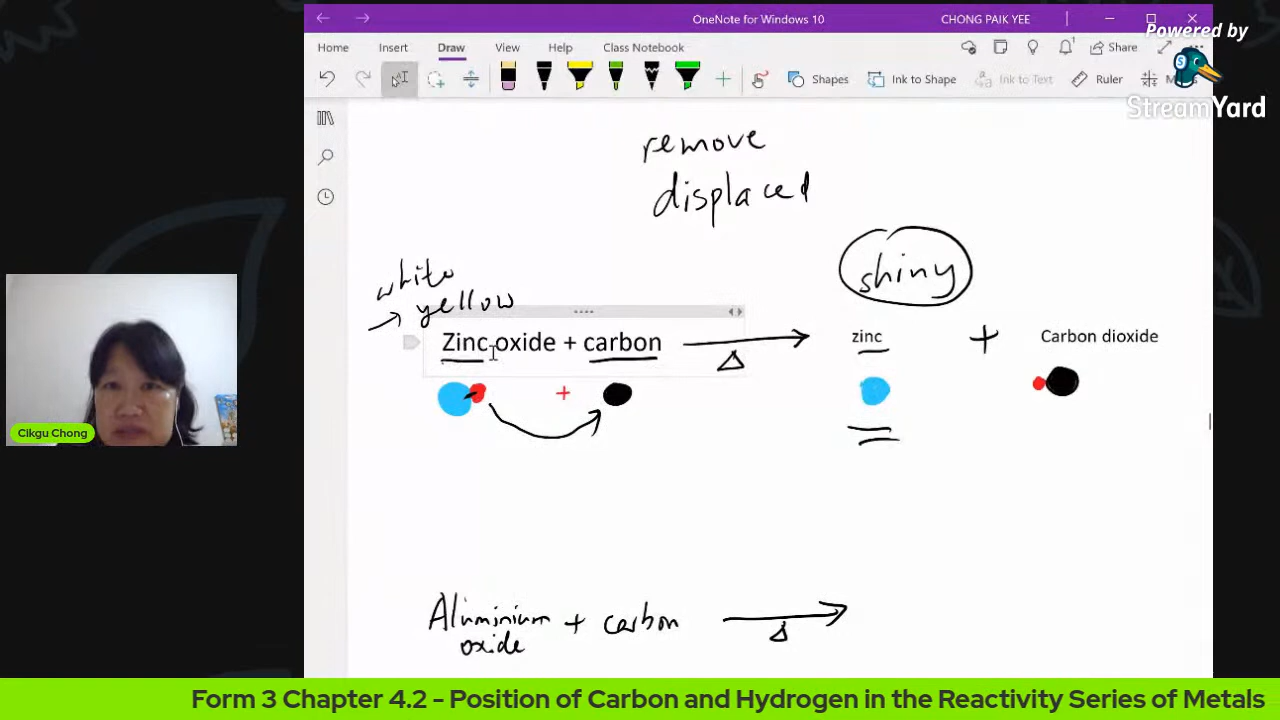 OneNote for Windows 10
CHONG PAIK YEE
Powered by
StreamYard
Home Insert Draw View Help Class Notebook
Share
Shapes Ink to Shape Ink to Text Ruler
remove
displaced
white
→ yellow
shiny
Zinc oxide + carbon → zinc + Carbon dioxide
Δ
+
Cikgu Chong
Aluminium + carbon →
oxide Δ
Form 3 Chapter 4.2 - Position of Carbon and Hydrogen in the Reactivity Series of Metals